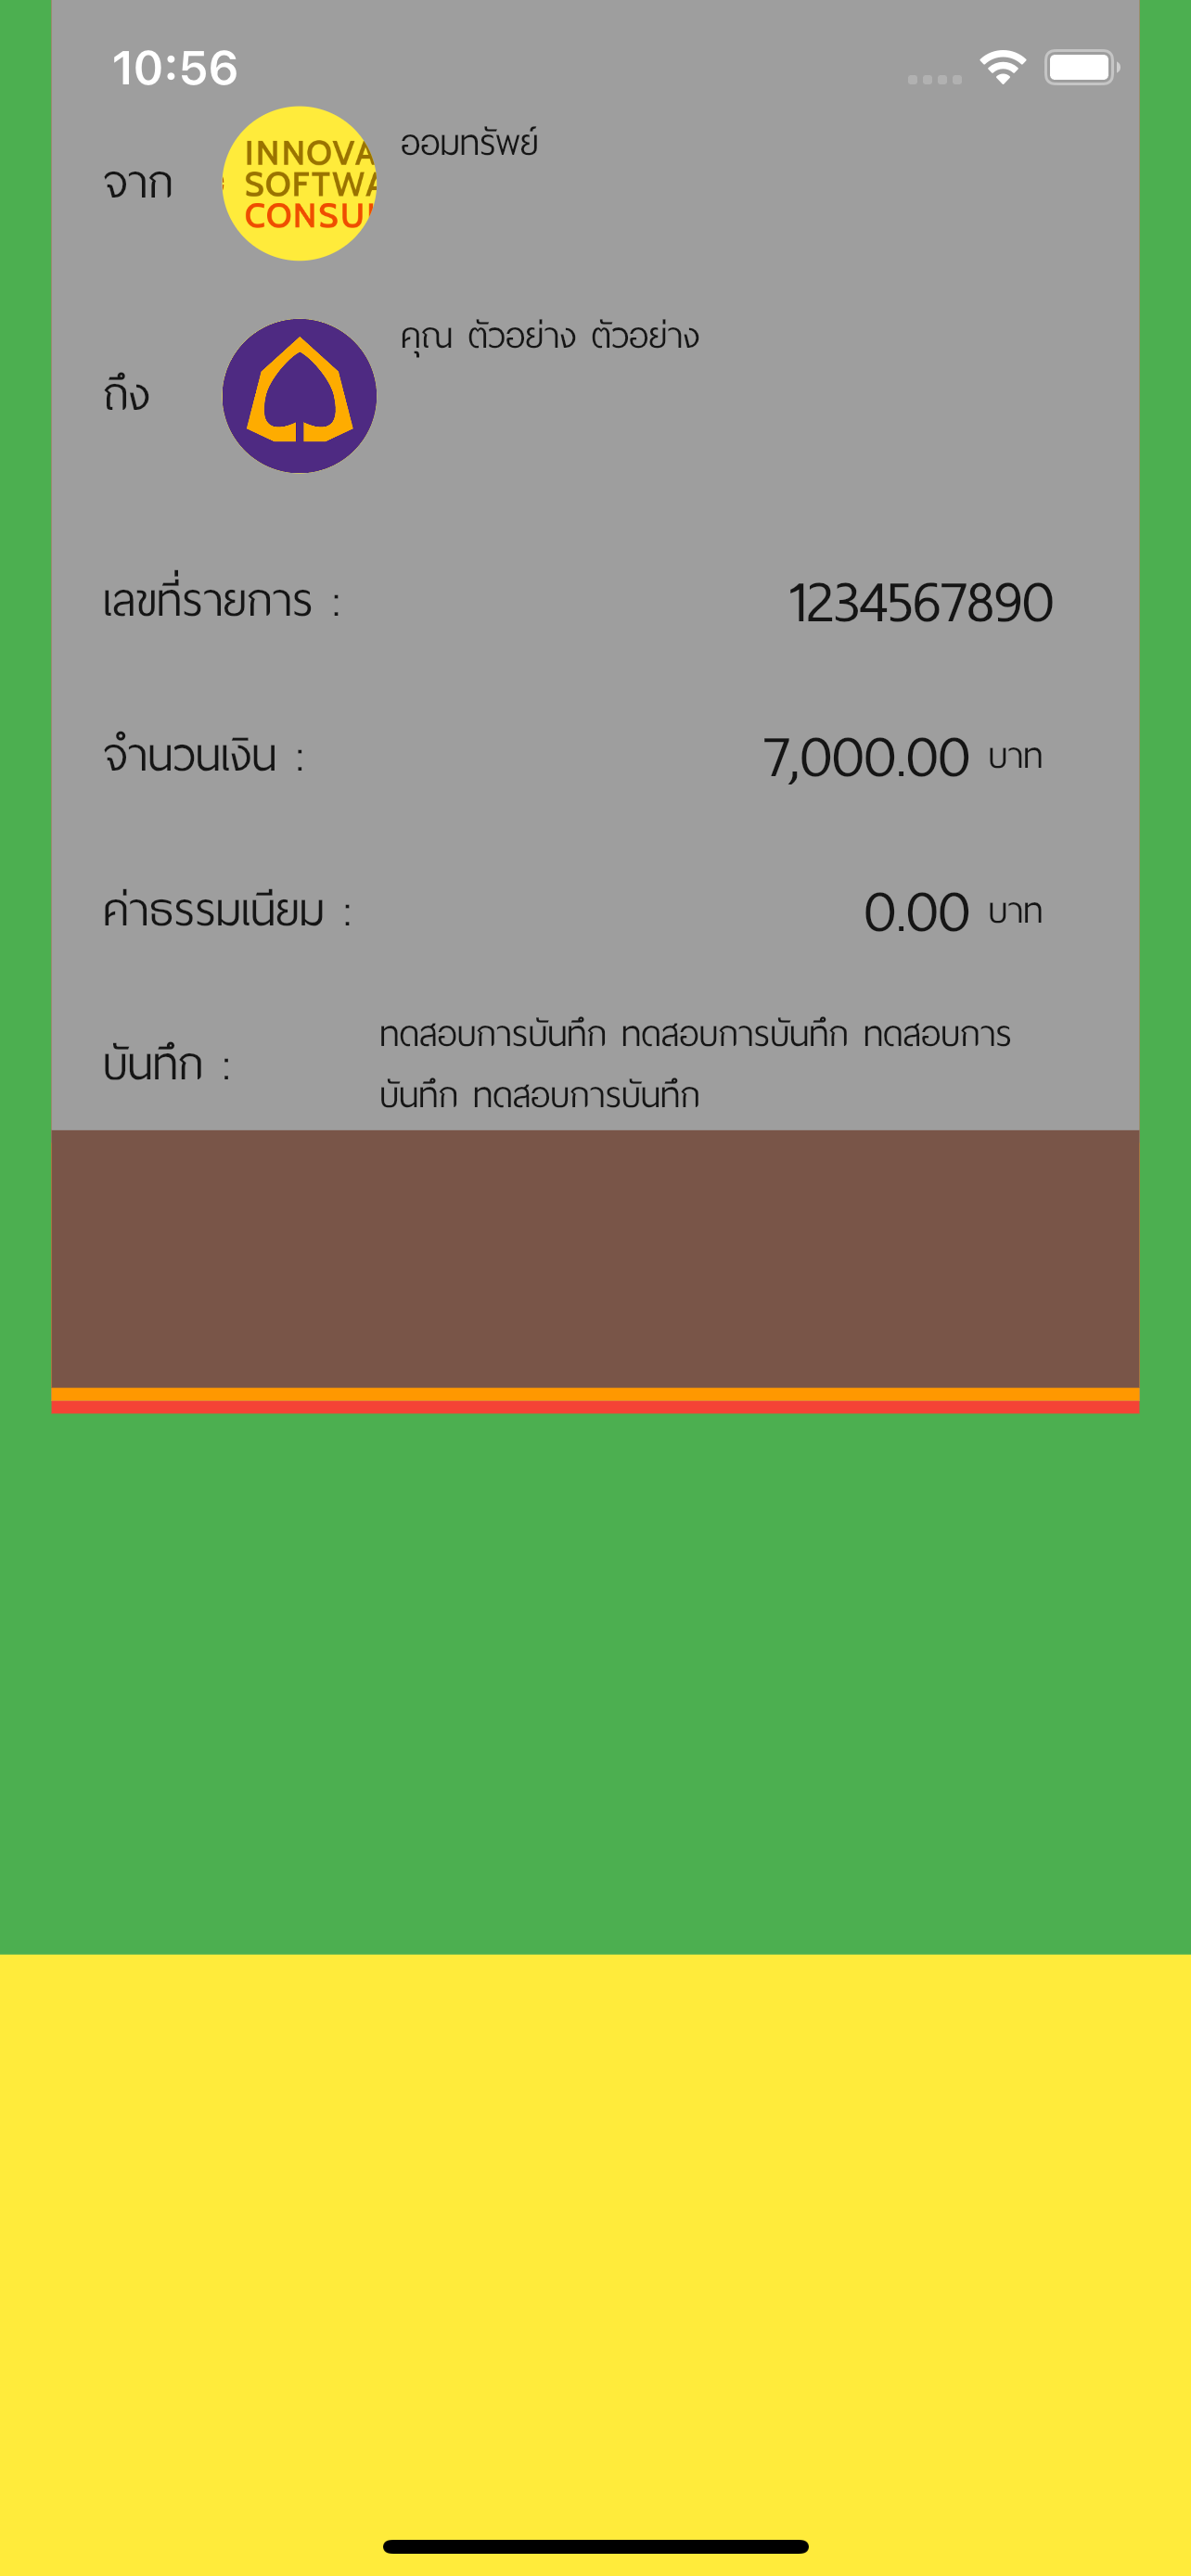 10:56
จาก
INNOVA
SOFTWA
CONSUL
ออมทรัพย์
ถึง
คุณ ตัวอย่าง ตัวอย่าง
เลขที่รายการ : 1234567890
จำนวนเงิน : 7,000.00 บาท
ค่าธรรมเนียม : 0.00 บาท
บันทึก :
ทดสอบการบันทึก ทดสอบการบันทึก ทดสอบการ
บันทึก ทดสอบการบันทึก